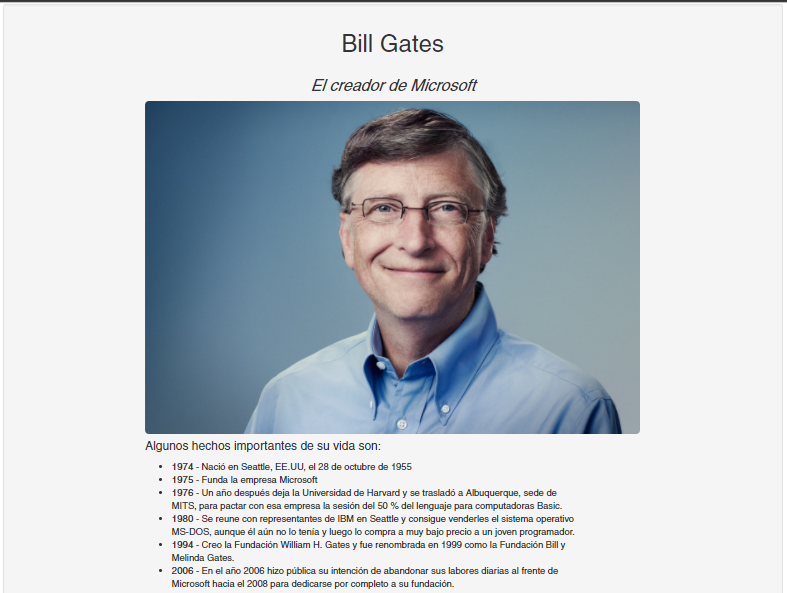 Bill Gates
El creador de Microsoft
Algunos hechos importantes de su vida son:
1974 - Nació en Seattle, EE.UU, el 28 de octubre de 1955
1975 - Funda la empresa Microsoft
1976 - Un año después deja la Universidad de Harvard y se trasladó a Albuquerque, sede de
MITS, para pactar con esa empresa la sesión del 50 % del lenguaje para computadoras Basic.
1980 - Se reune con representantes de IBM en Seattle y consigue venderles el sistema operativo
MS-DOS, aunque él aún no lo tenía y luego lo compra a muy bajo precio a un joven programador.
1994 - Creo la Fundación William H. Gates y fue renombrada en 1999 como la Fundación Bill y
Melinda Gates.
2006 - En el año 2006 hizo pública su intención de abandonar sus labores diarias al frente de
Microsoft hacia el 2008 para dedicarse por completo a su fundación.